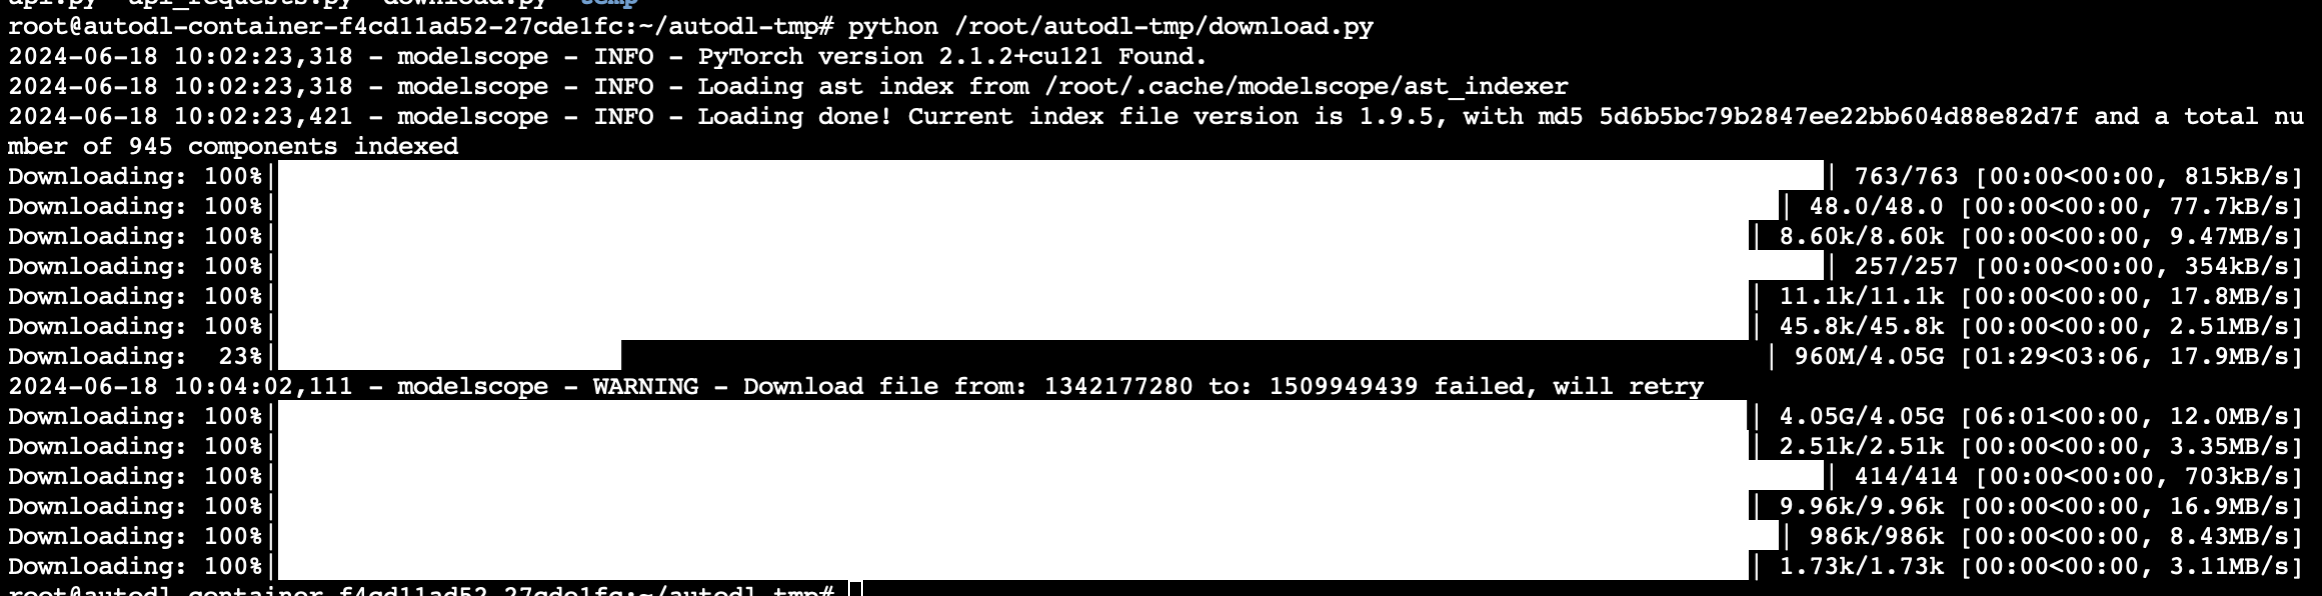 api.py api_requests.py download.py temp
root@autodl-container-f4cd11ad52-27cde1fc:~/autodl-tmp# python /root/autodl-tmp/download.py
2024-06-18 10:02:23,318 - modelscope - INFO - PyTorch version 2.1.2+cu121 Found.
2024-06-18 10:02:23,318 - modelscope - INFO - Loading ast index from /root/.cache/modelscope/ast_indexer
2024-06-18 10:02:23,421 - modelscope - INFO - Loading done! Current index file version is 1.9.5, with md5 5d6b5bc79b2847ee22bb604d88e82d7f and a total nu
mber of 945 components indexed
Downloading: 100%| | 763/763 [00:00<00:00, 815kB/s]
Downloading: 100%| | 48.0/48.0 [00:00<00:00, 77.7kB/s]
Downloading: 100%| | 8.60k/8.60k [00:00<00:00, 9.47MB/s]
Downloading: 100%| | 257/257 [00:00<00:00, 354kB/s]
Downloading: 100%| | 11.1k/11.1k [00:00<00:00, 17.8MB/s]
Downloading: 100%| | 45.8k/45.8k [00:00<00:00, 2.51MB/s]
Downloading: 23%| | 960M/4.05G [01:29<03:06, 17.9MB/s]
2024-06-18 10:04:02,111 - modelscope - WARNING - Download file from: 1342177280 to: 1509949439 failed, will retry
Downloading: 100%| | 4.05G/4.05G [06:01<00:00, 12.0MB/s]
Downloading: 100%| | 2.51k/2.51k [00:00<00:00, 3.35MB/s]
Downloading: 100%| | 414/414 [00:00<00:00, 703kB/s]
Downloading: 100%| | 9.96k/9.96k [00:00<00:00, 16.9MB/s]
Downloading: 100%| | 986k/986k [00:00<00:00, 8.43MB/s]
Downloading: 100%| | 1.73k/1.73k [00:00<00:00, 3.11MB/s]
root@autodl-container-f4cd11ad52-27cde1fc:~/autodl-tmp#